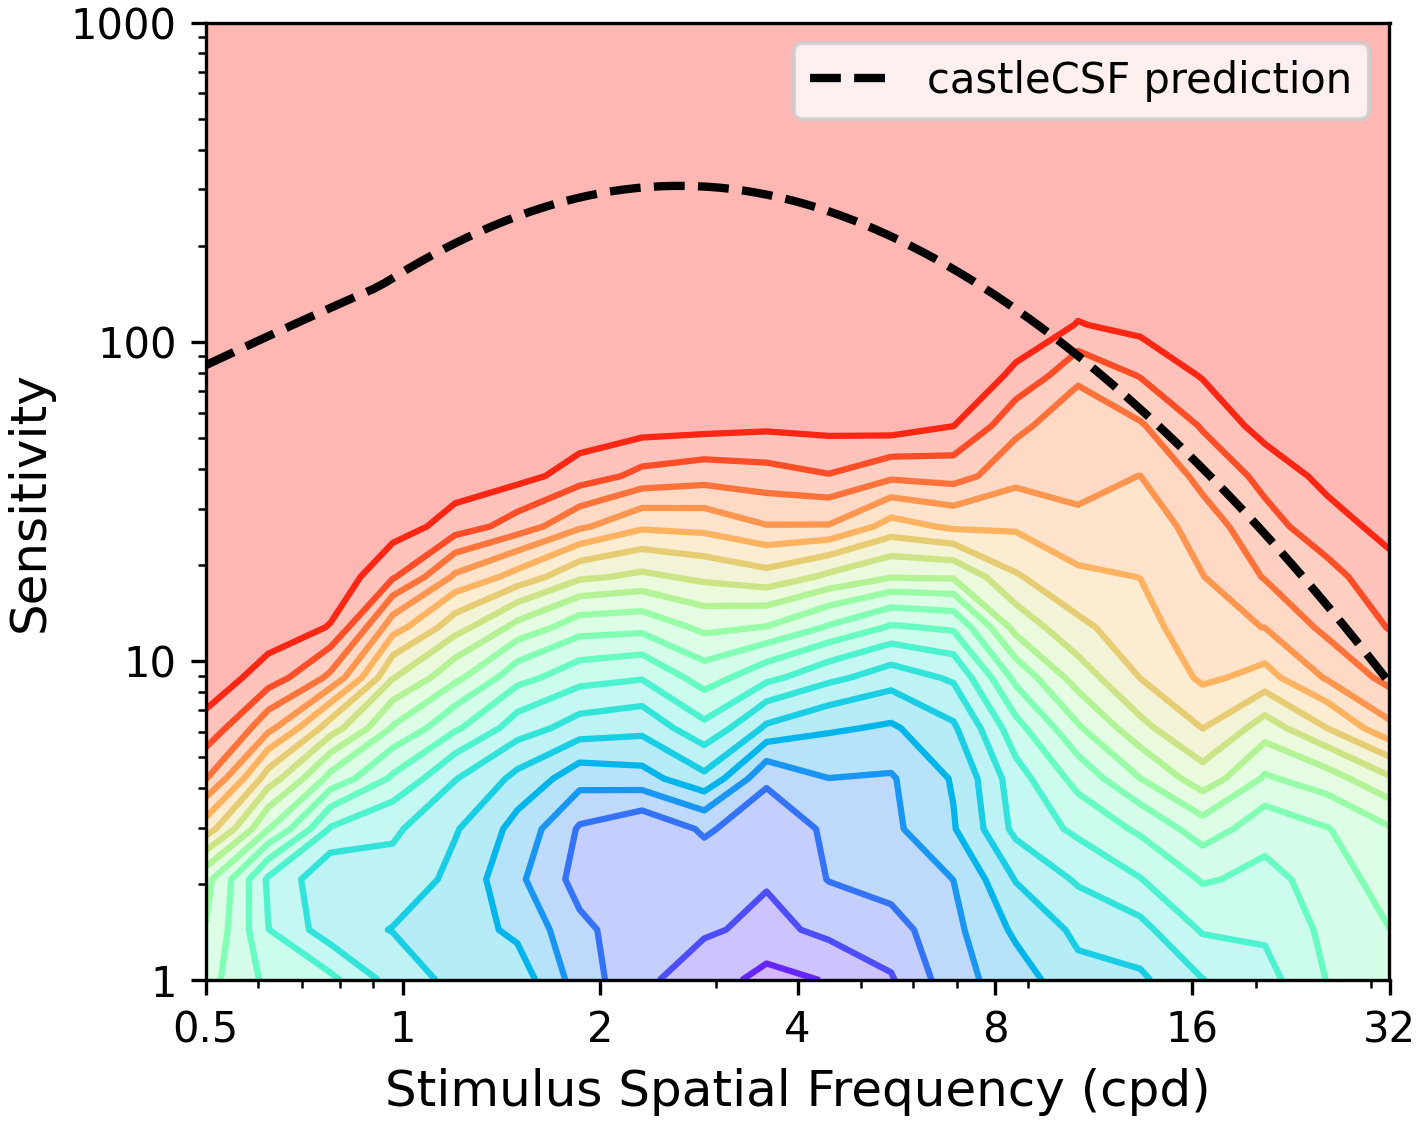 1000
castleCSF prediction
100
Sensitivity
10
1
0.5 1 2 4 8 16 32
Stimulus Spatial Frequency (cpd)